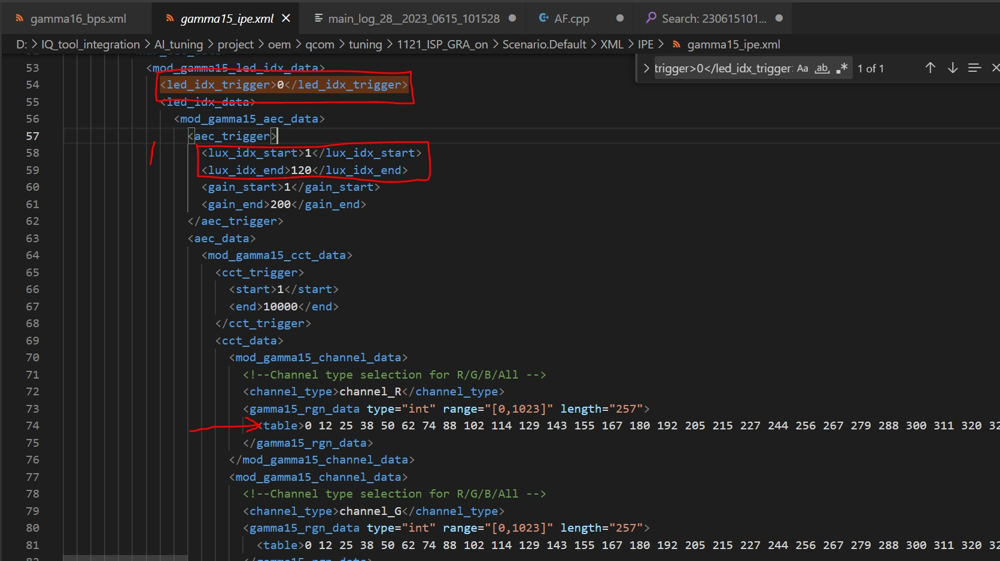 gamma16_bps.xml gamma15_ipe.xml main_log_28__2023_0615_101528 AF.cpp Search: 230615101...
D: > IQ_tool_integration > AI_tuning > project > oem > qcom > tuning > 1121_ISP_GRA_on > Scenario.Default > XML > IPE > gamma15_ipe.xml
trigger>0</led_idx_trigger Aa ab .* 1 of 1
53 <mod_gamma15_led_idx_data>
54 <led_idx_trigger>0</led_idx_trigger>
55 <led_idx_data>
56 <mod_gamma15_aec_data>
57 <aec_trigger>
58 <lux_idx_start>1</lux_idx_start>
59 <lux_idx_end>120</lux_idx_end>
60 <gain_start>1</gain_start>
61 <gain_end>200</gain_end>
62 </aec_trigger>
63 <aec_data>
64 <mod_gamma15_cct_data>
65 <cct_trigger>
66 <start>1</start>
67 <end>10000</end>
68 </cct_trigger>
69 <cct_data>
70 <mod_gamma15_channel_data>
71 <!--Channel type selection for R/G/B/All -->
72 <channel_type>channel_R</channel_type>
73 <gamma15_rgn_data type="int" range="[0,1023]" length="257">
74 <table>0 12 25 38 50 62 74 88 102 114 129 143 155 167 180 192 205 215 227 244 256 267 279 288 300 311 320
75 </gamma15_rgn_data>
76 </mod_gamma15_channel_data>
77 <mod_gamma15_channel_data>
78 <!--Channel type selection for R/G/B/All -->
79 <channel_type>channel_G</channel_type>
80 <gamma15_rgn_data type="int" range="[0,1023]" length="257">
81 <table>0 12 25 38 50 62 74 88 102 114 129 143 155 167 180 192 205 215 227 244 256 267 279 288 300 311 320